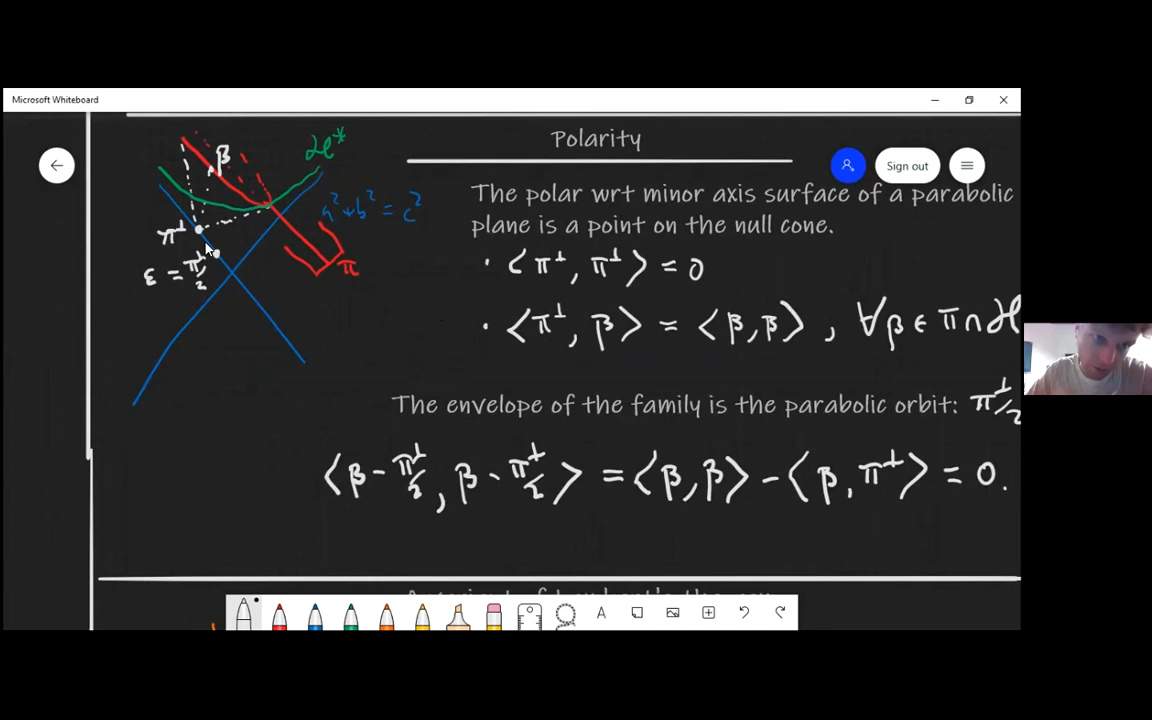 Microsoft Whiteboard
Polarity
Sign out
β
ℋ*
a² + b² = c²
π⊥
ε = π⊥/2
π
The polar wrt minor axis surface of a parabolic
plane is a point on the null cone.
· ⟨π⊥, π⊥⟩ = 0
· ⟨π⊥, β⟩ = ⟨β, β⟩, ∀β ∈ π ∩ ℋ
The envelope of the family is the parabolic orbit: π⊥/2
⟨β - π⊥/2, β - π⊥/2⟩ = ⟨β, β⟩ - ⟨β, π⊥⟩ = 0.